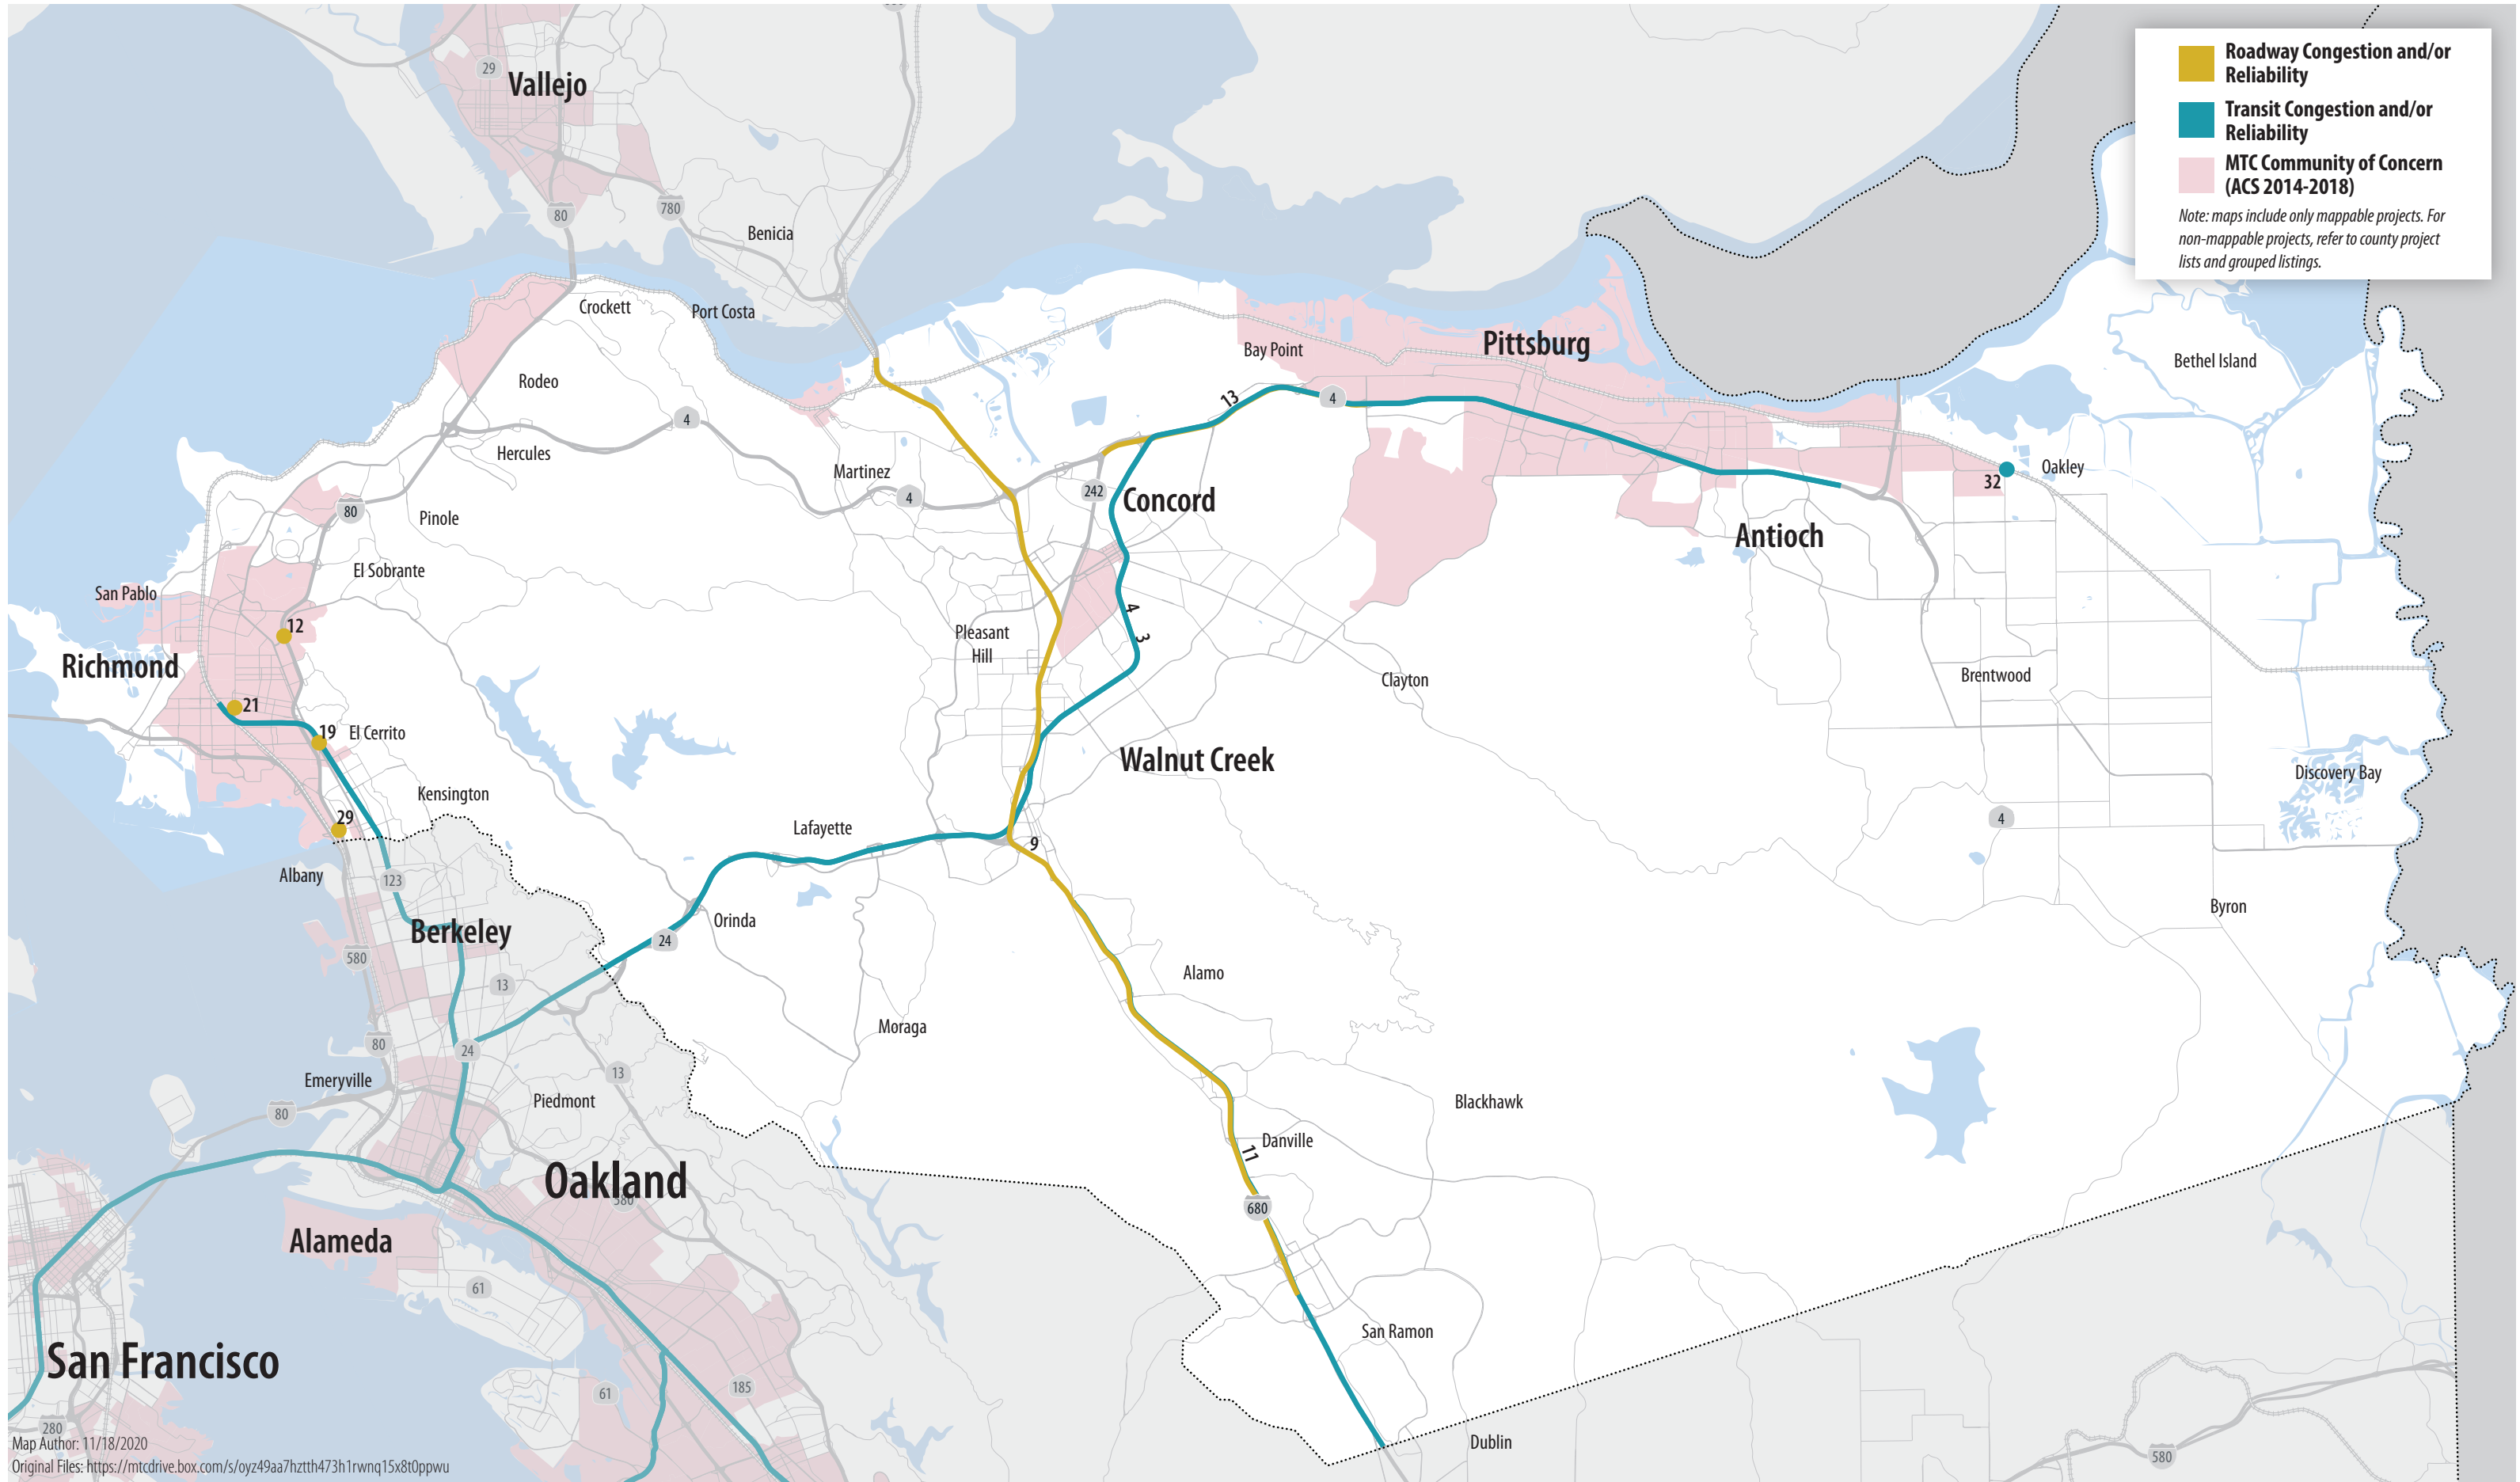 Roadway Congestion and/or
Reliability
Transit Congestion and/or
Reliability
MTC Community of Concern
(ACS 2014-2018)
Note: maps include only mappable projects. For
non-mappable projects, refer to county project
lists and grouped listings.
29
Vallejo
80
780
Benicia
Crockett
Port Costa
Bay Point
Pittsburg
Bethel Island
Rodeo
13
4
4
Hercules
Martinez
4
242
Concord
32
Oakley
80
Pinole
Antioch
El Sobrante
San Pablo
12
4
3
Pleasant
Hill
Richmond
Clayton
Brentwood
21
19
El Cerrito
Walnut Creek
Discovery Bay
Kensington
29
Lafayette
9
4
Albany
123
Byron
Berkeley
Orinda
24
580
13
Alamo
Moraga
80
24
13
Emeryville
Piedmont
Blackhawk
80
Danville
11
Oakland
580
680
Alameda
61
San Ramon
San Francisco
61
185
280
Dublin
580
Map Author: 11/18/2020
Original Files: https://mtcdrive.box.com/s/oyz49aa7hztth473h1rwnq15x8t0ppwu